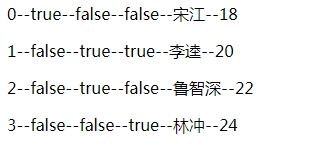 0--true--false--false--宋江--18
1--false--true--true--李逵--20
2--false--true--false--鲁智深--22
3--false--false--true--林冲--24